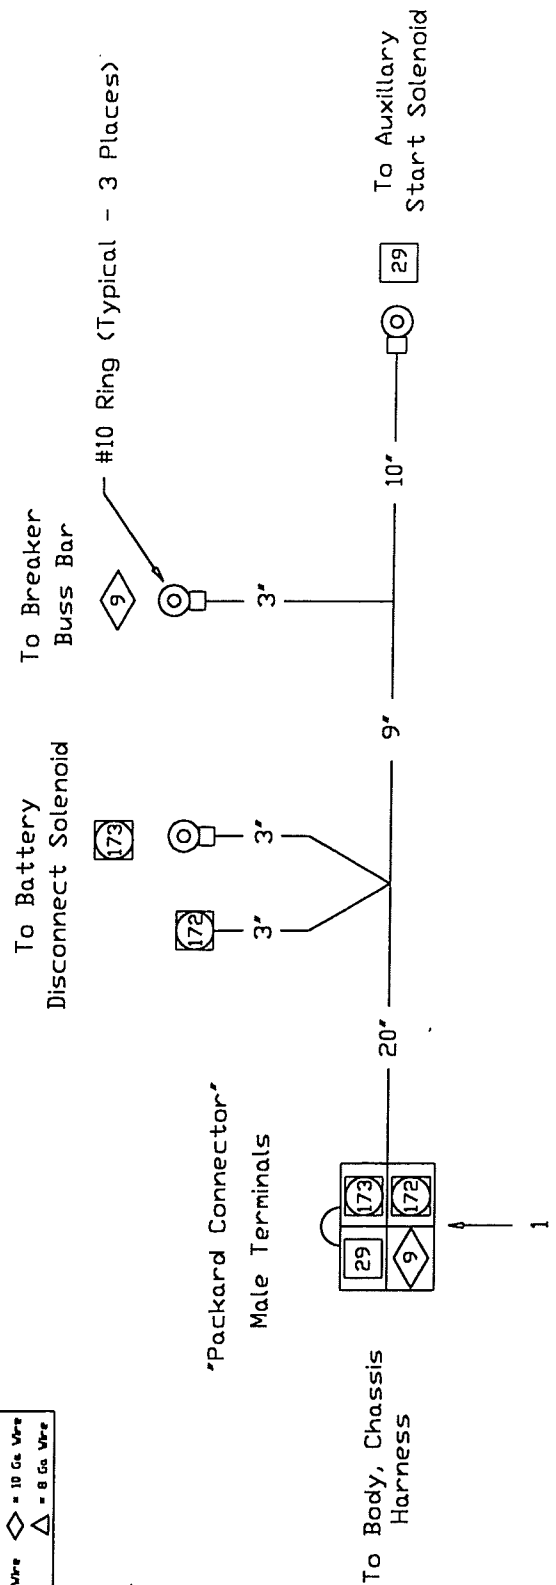 Wire ◇ = 10 Ga Wire
△ = 8 Ga Wire
To Body, Chassis
Harness
"Packard Connector"
Male Terminals
29
173
9
172
1
20"
To Battery
Disconnect Solenoid
172
173
3"
3"
9"
To Breaker
Buss Bar
9
3"
#10 Ring (Typical - 3 Places)
10"
29
To Auxillary
Start Solenoid